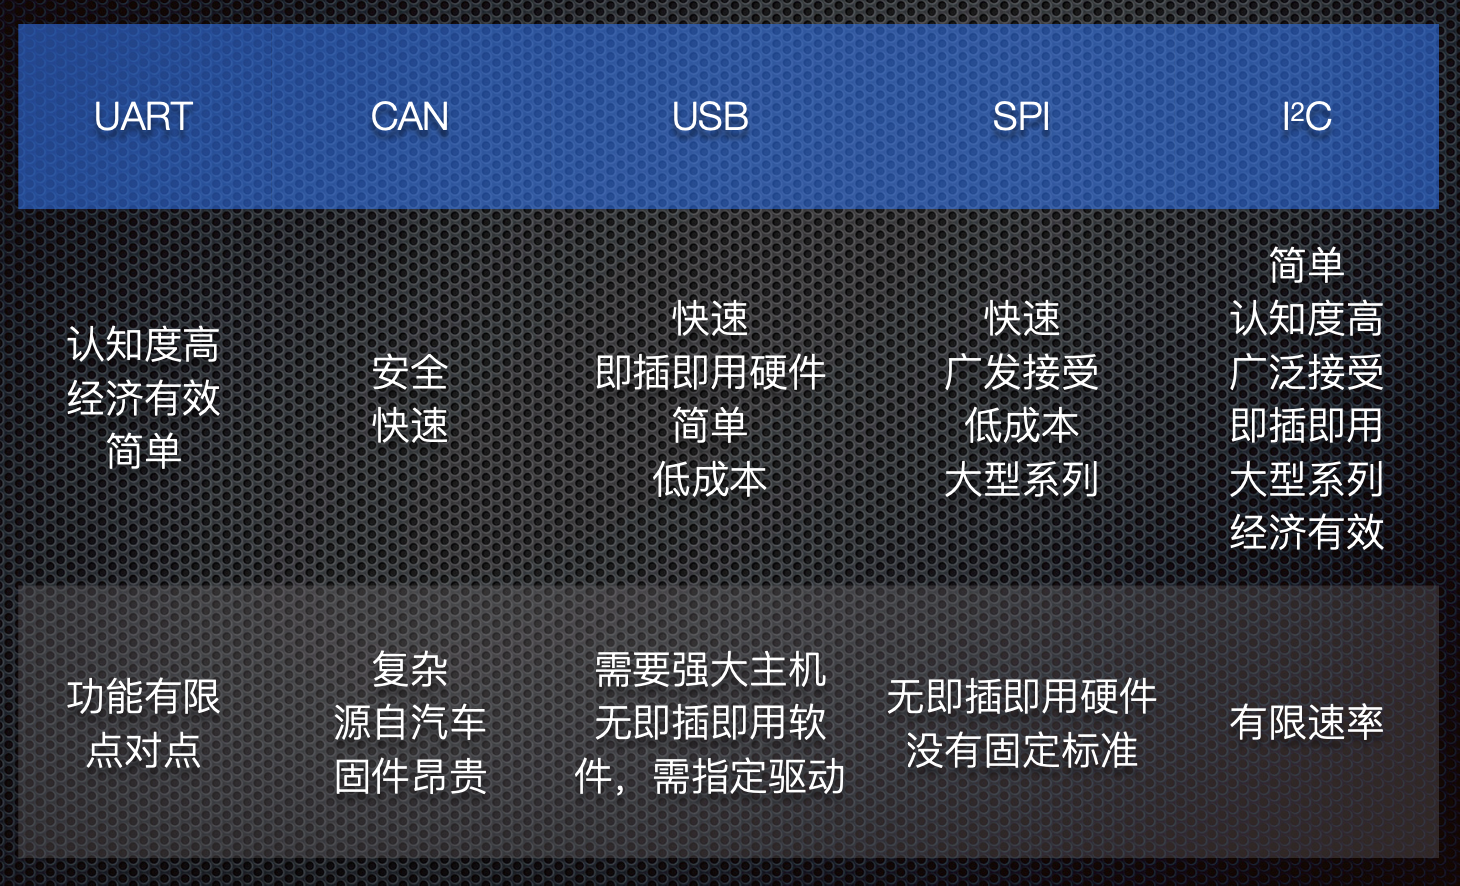 UART CAN USB SPI I²C
认知度高
经济有效
简单
安全
快速
快速
即插即用硬件
简单
低成本
快速
广发接受
低成本
大型系列
简单
认知度高
广泛接受
即插即用
大型系列
经济有效
功能有限
点对点
复杂
源自汽车
固件昂贵
需要强大主机
无即插即用软
件，需指定驱动
无即插即用硬件
没有固定标准
有限速率